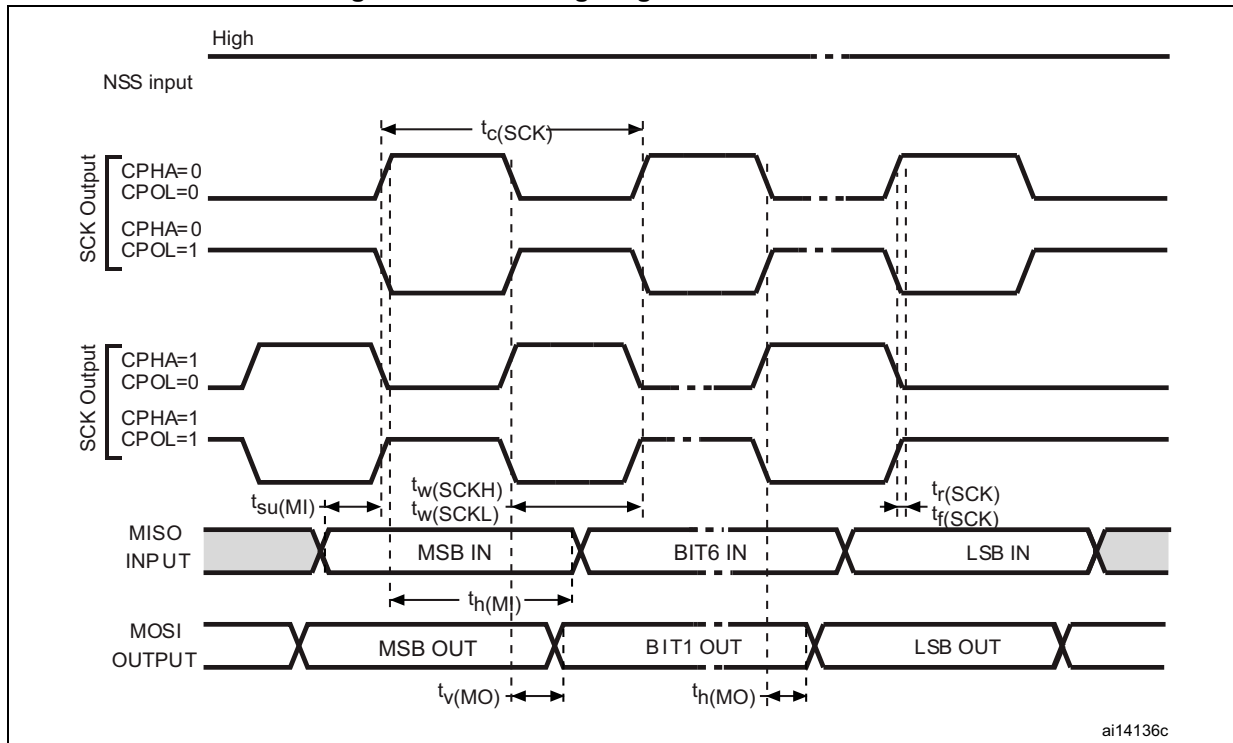 High
NSS input
tc(SCK)
SCK Output
CPHA=0
CPOL=0
CPHA=0
CPOL=1
SCK Output
CPHA=1
CPOL=0
CPHA=1
CPOL=1
tsu(MI)
tw(SCKH)
tw(SCKL)
tr(SCK)
tf(SCK)
MISO
INPUT
MSB IN
BIT6 IN
LSB IN
th(MI)
MOSI
OUTPUT
MSB OUT
BIT1 OUT
LSB OUT
tv(MO)
th(MO)
ai14136c